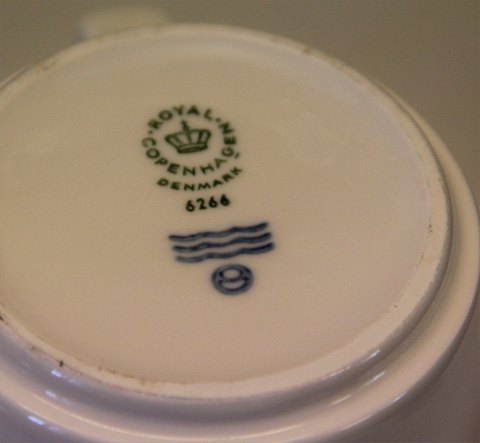 ROYAL
COPENHAGEN
DENMARK
6266